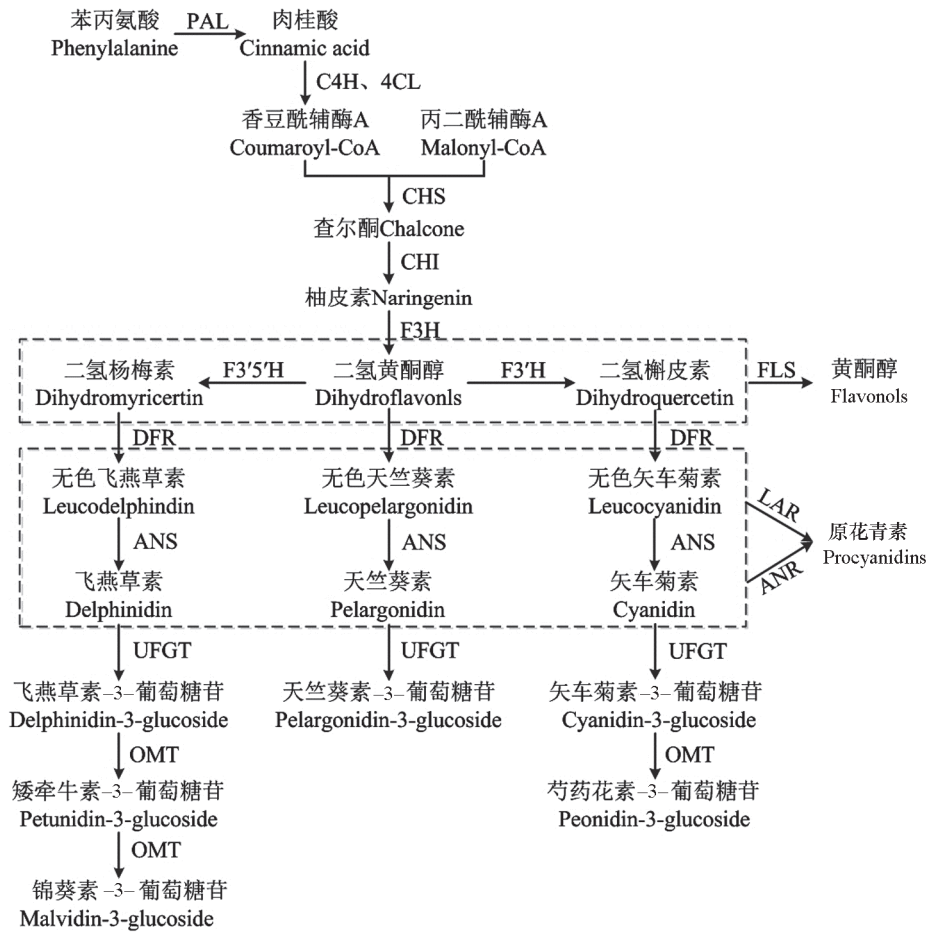 苯丙氨酸 PAL 肉桂酸
Phenylalanine Cinnamic acid
C4H、4CL
香豆酰辅酶A 丙二酰辅酶A
Coumaroyl-CoA Malonyl-CoA
CHS
查尔酮Chalcone
CHI
柚皮素Naringenin
F3H
二氢杨梅素 F3′5′H 二氢黄酮醇 F3′H 二氢槲皮素 FLS 黄酮醇
Dihydromyricertin Dihydroflavonls Dihydroquercetin Flavonols
DFR DFR DFR
无色飞燕草素 无色天竺葵素 无色矢车菊素 LAR
Leucodelphindin Leucopelargonidin Leucocyanidin
ANS ANS ANS 原花青素
Procyanidins
飞燕草素 天竺葵素 矢车菊素 ANR
Delphinidin Pelargonidin Cyanidin
UFGT UFGT UFGT
飞燕草素–3–葡萄糖苷 天竺葵素–3–葡萄糖苷 矢车菊素–3–葡萄糖苷
Delphinidin-3-glucoside Pelargonidin-3-glucoside Cyanidin-3-glucoside
OMT OMT
矮牵牛素–3–葡萄糖苷 芍药花素–3–葡萄糖苷
Petunidin-3-glucoside Peonidin-3-glucoside
OMT
锦葵素–3–葡萄糖苷
Malvidin-3-glucoside